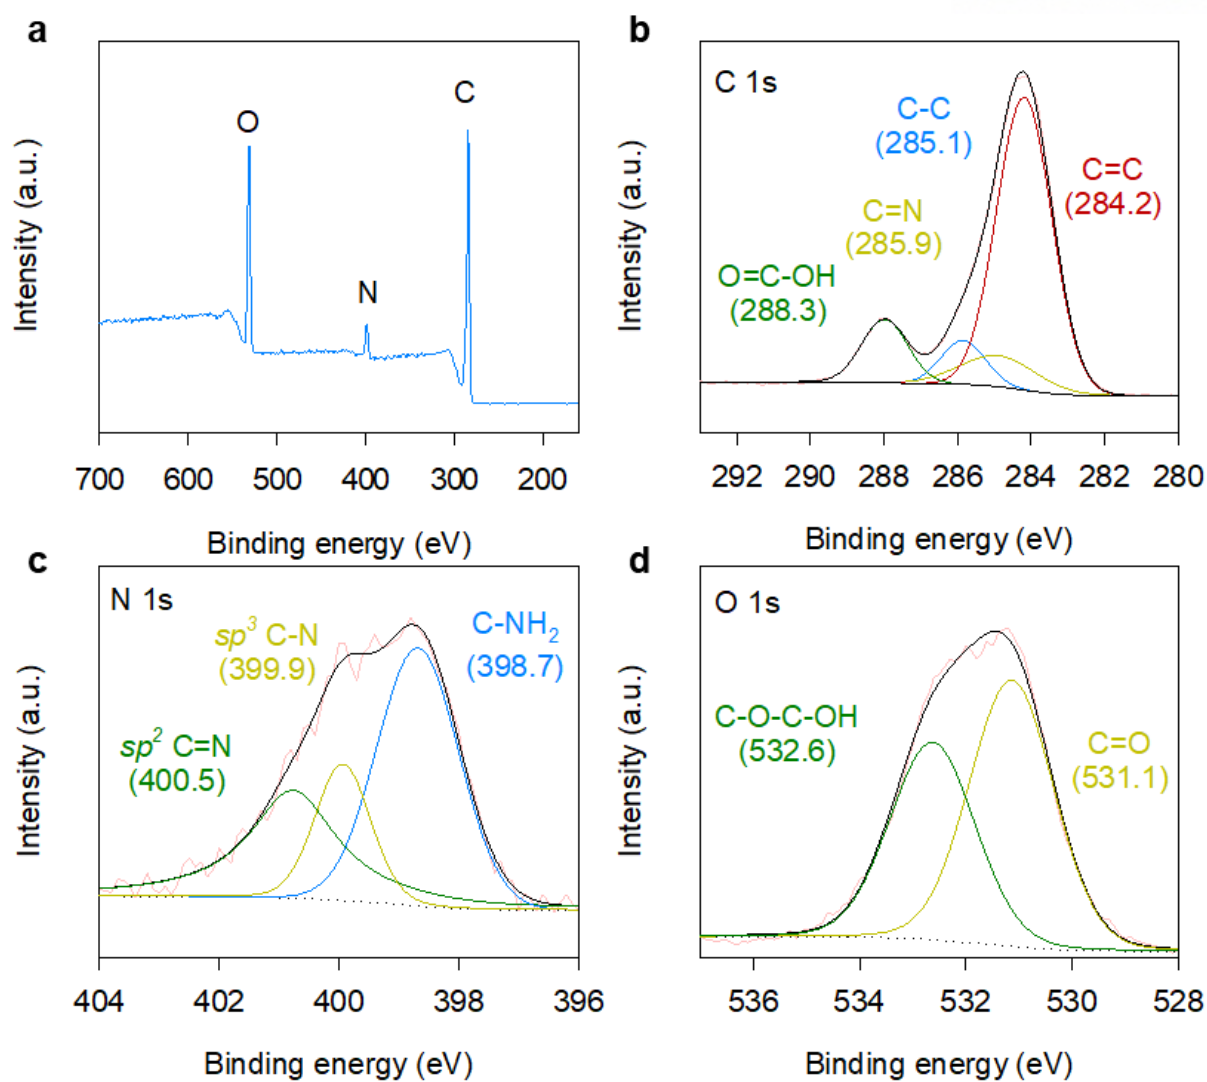 a
O
N
C
Intensity (a.u.)
700 600 500 400 300 200
Binding energy (eV)
b
C 1s
C-C
(285.1)
C=C
(284.2)
C=N
(285.9)
O=C-OH
(288.3)
Intensity (a.u.)
292 290 288 286 284 282 280
Binding energy (eV)
c
N 1s
sp³ C-N
(399.9)
C-NH₂
(398.7)
sp² C=N
(400.5)
Intensity (a.u.)
404 402 400 398 396
Binding energy (eV)
d
O 1s
C-O-C-OH
(532.6)
C=O
(531.1)
Intensity (a.u.)
536 534 532 530 528
Binding energy (eV)